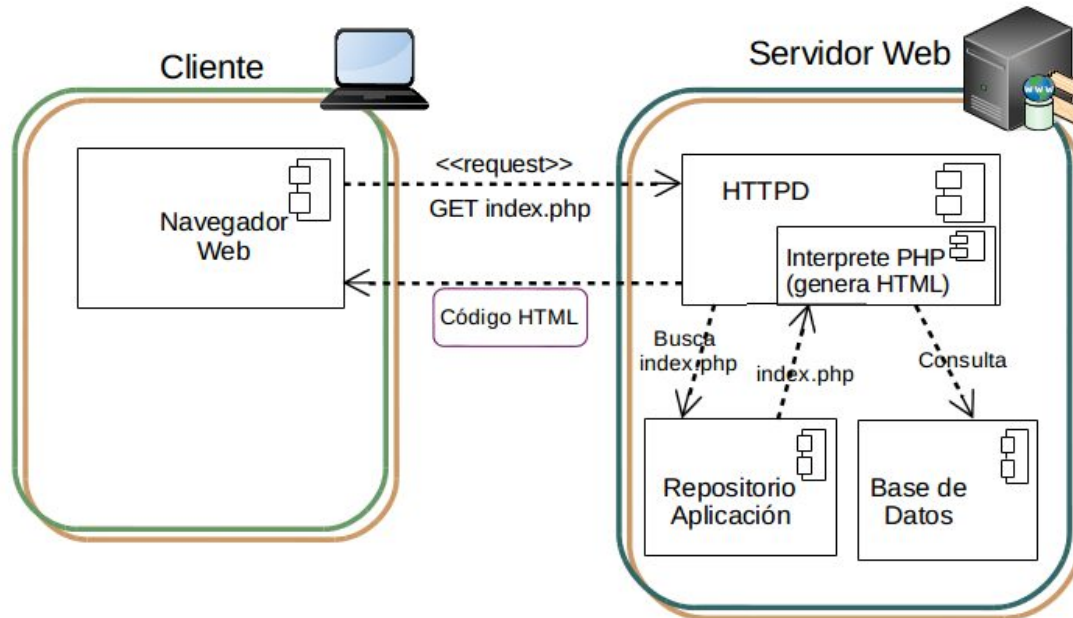 Cliente
Servidor Web
Navegador
Web
<<request>>
GET index.php
Código HTML
HTTPD
Interprete PHP
(genera HTML)
Busca
index.php
index.php
Consulta
Repositorio
Aplicación
Base de
Datos
www